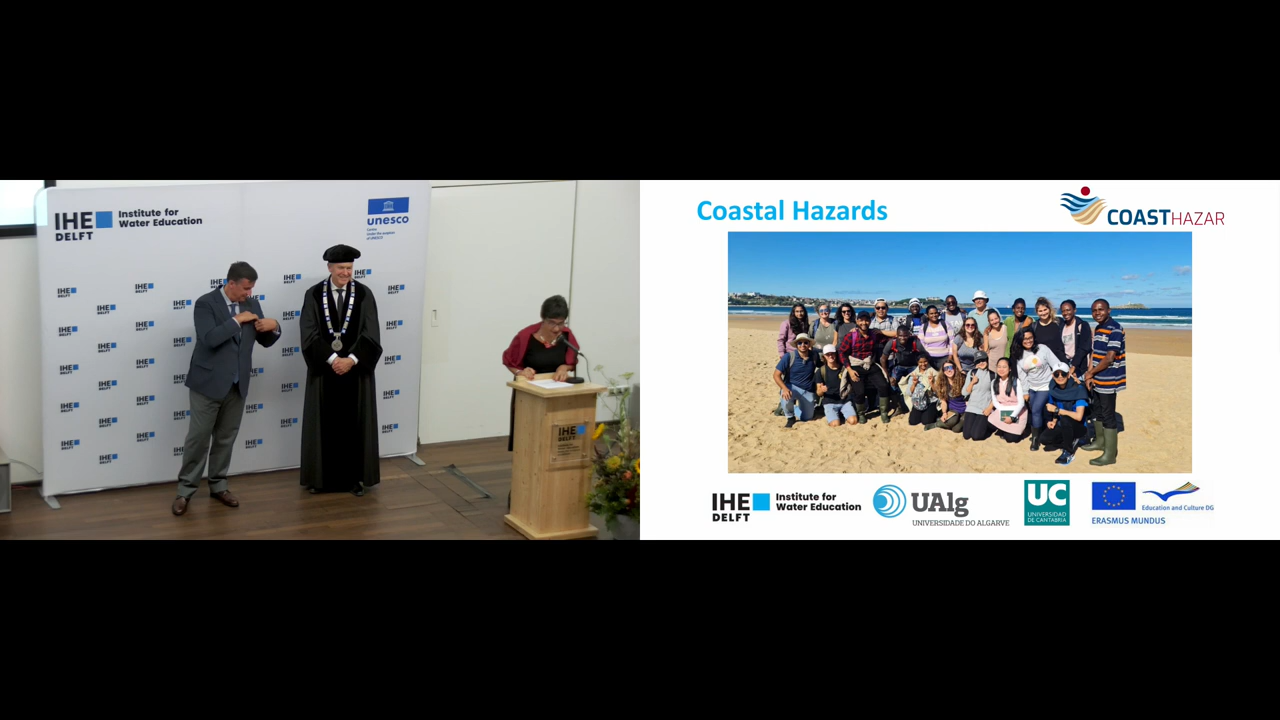 IHE
DELFT
Institute for
Water Education
unesco
IHE
DELFT
Coastal Hazards
COASTHAZAR
IHE
DELFT
Institute for
Water Education
UAlg
UNIVERSIDADE DO ALGARVE
UC
UNIVERSIDAD
DE CANTABRIA
Education and Culture DG
ERASMUS MUNDUS